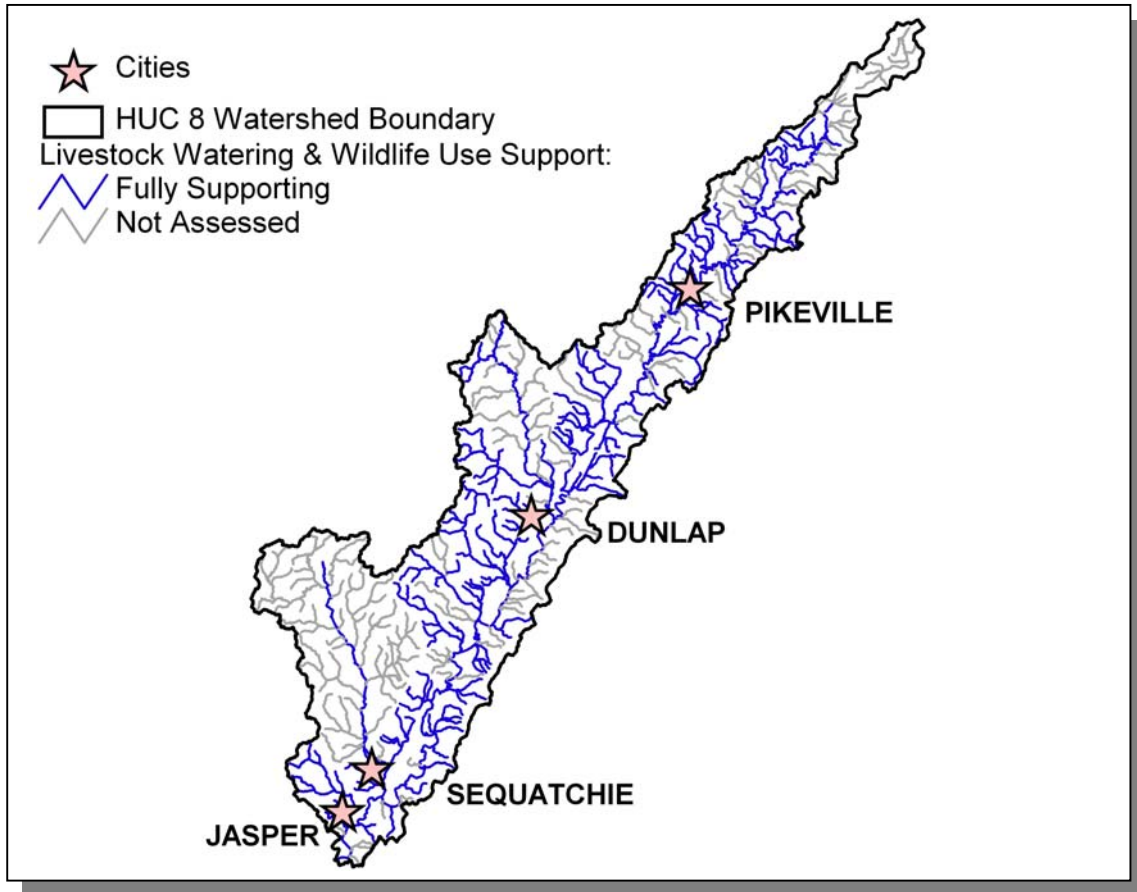 Cities
HUC 8 Watershed Boundary
Livestock Watering & Wildlife Use Support:
Fully Supporting
Not Assessed
PIKEVILLE
DUNLAP
SEQUATCHIE
JASPER